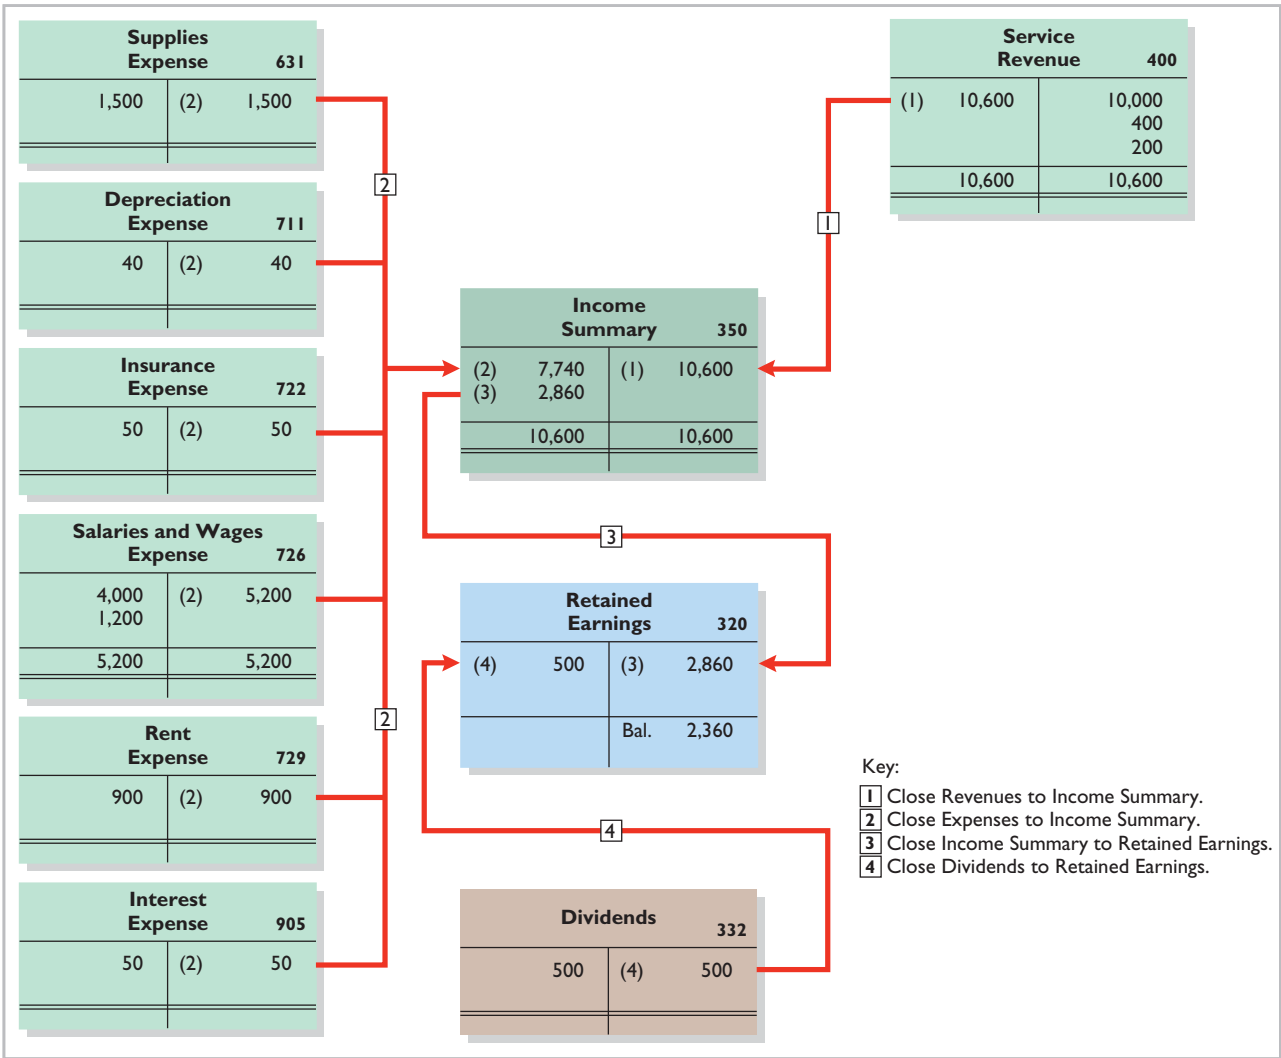 Supplies
Expense 631
1,500 (2) 1,500
Depreciation
Expense 711
40 (2) 40
Insurance
Expense 722
50 (2) 50
Salaries and Wages
Expense 726
4,000 (2) 5,200
1,200
5,200 5,200
Rent
Expense 729
900 (2) 900
Interest
Expense 905
50 (2) 50
2
2
Income
Summary 350
(2) 7,740 (1) 10,600
(3) 2,860
10,600 10,600
3
Retained
Earnings 320
(4) 500 (3) 2,860
Bal. 2,360
4
Dividends 332
500 (4) 500
Service
Revenue 400
(1) 10,600 10,000
400
200
10,600 10,600
1
Key:
1 Close Revenues to Income Summary.
2 Close Expenses to Income Summary.
3 Close Income Summary to Retained Earnings.
4 Close Dividends to Retained Earnings.